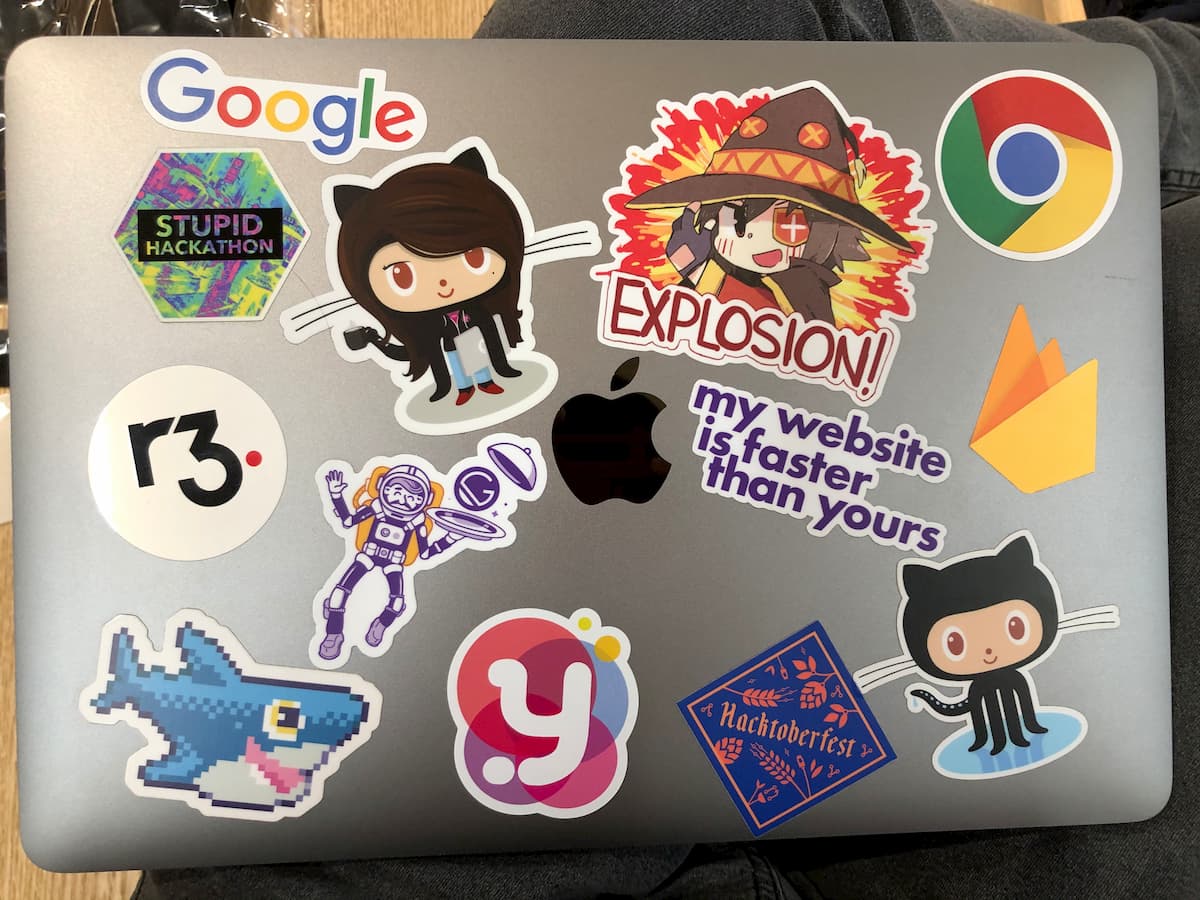 Google
STUPID
HACKATHON
EXPLOSION!
r3.
my website
is faster
than yours
.y
Hacktoberfest